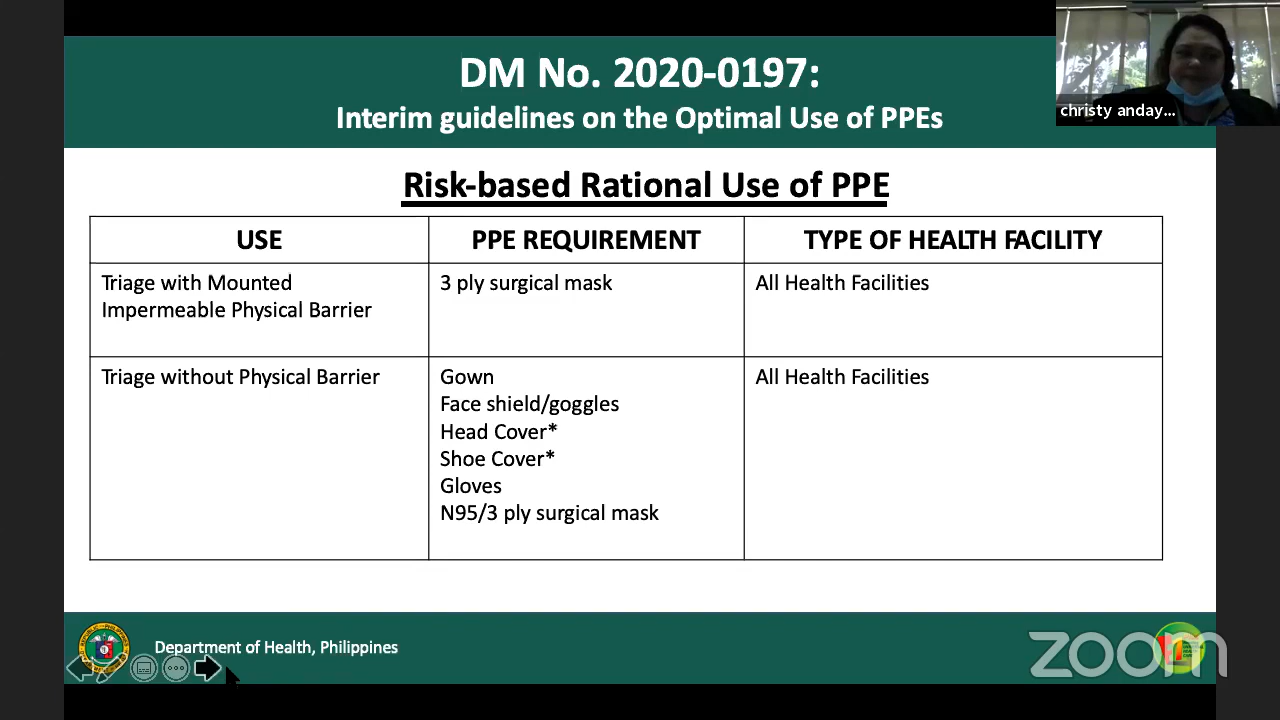 DM No. 2020-0197:
Interim guidelines on the Optimal Use of PPEs
christy anday...
Risk-based Rational Use of PPE
USE
PPE REQUIREMENT
TYPE OF HEALTH FACILITY
Triage with Mounted
Impermeable Physical Barrier
3 ply surgical mask
All Health Facilities
Triage without Physical Barrier
Gown
Face shield/goggles
Head Cover*
Shoe Cover*
Gloves
N95/3 ply surgical mask
All Health Facilities
Department of Health, Philippines
zoom